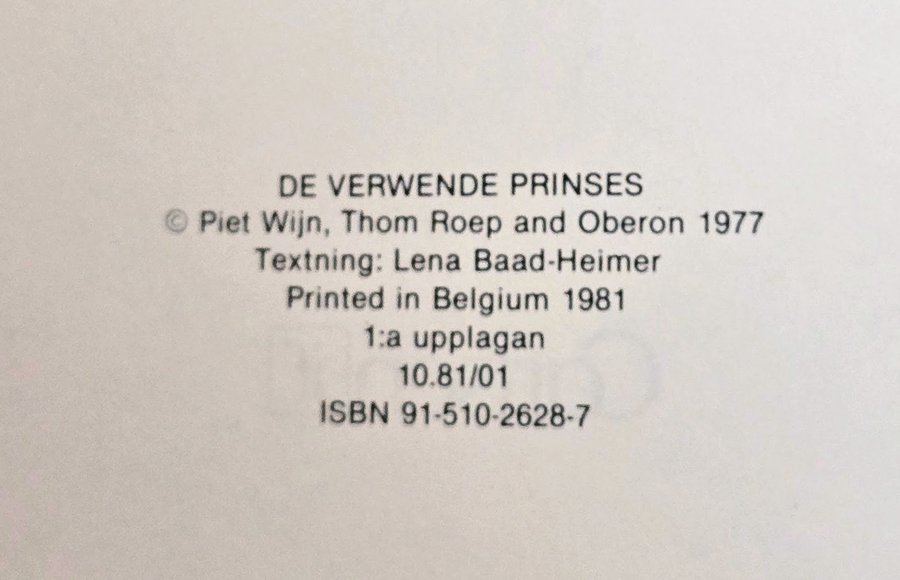 DE VERWENDE PRINSES
© Piet Wijn, Thom Roep and Oberon 1977
Textning: Lena Baad-Heimer
Printed in Belgium 1981
1:a upplagan
10.81/01
ISBN 91-510-2628-7